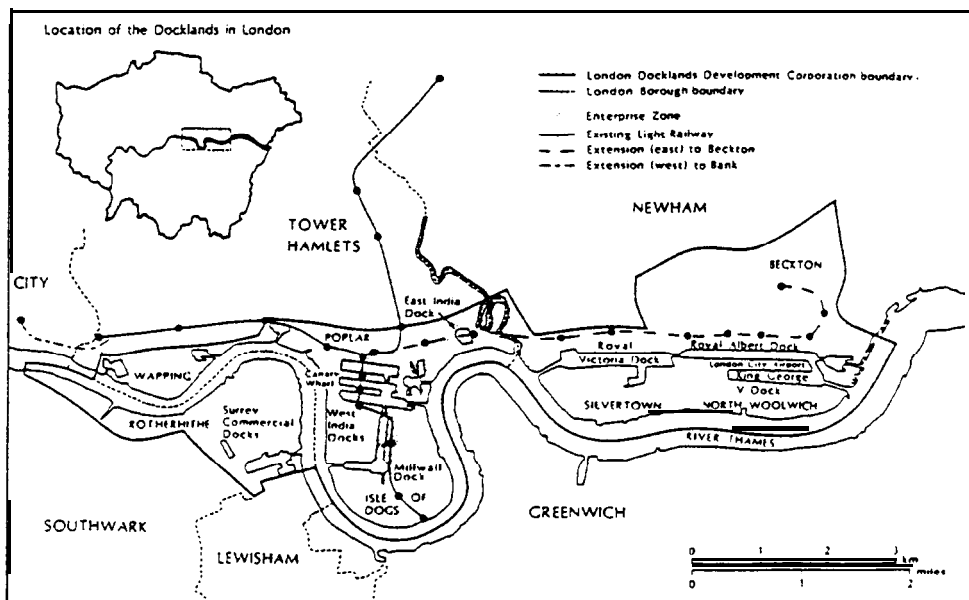 Location of the Docklands in London
London Docklands Development Corporation boundary
London Borough boundary
Enterprise Zone
Existing Light Railway
Extension (east) to Beckton
Extension (west) to Bank
NEWHAM
TOWER
HAMLETS
CITY
BECKTON
East India
Dock
POPLAR
Royal
Victoria Dock
Royal Albert Dock
London City Airport
King George
V Dock
WAPPING
Canary
Wharf
ROTHERHITHE
Surrey
Commercial
Docks
West
India
Docks
SILVERTOWN
NORTH WOOLWICH
RIVER THAMES
Millwall
Dock
ISLE OF
DOGS
GREENWICH
SOUTHWARK
LEWISHAM
0 1 2 3
km
miles
0 1 2